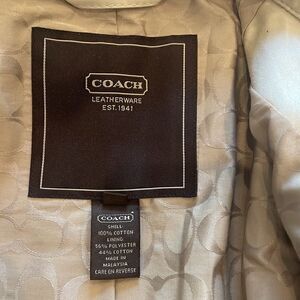 COACH
LEATHERWARE
EST. 1941
COACH
SHELL:
100% COTTON
LINING:
56% POLYESTER
44% COTTON
MADE IN
MALAYSIA
CARE ON REVERSE